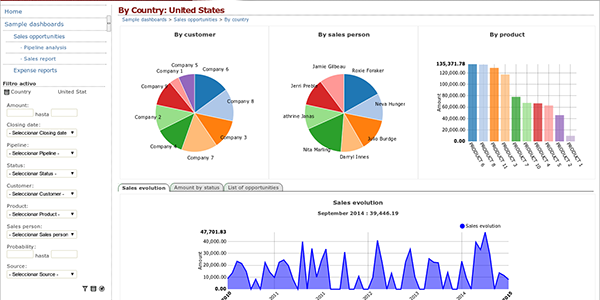 Home
Sample dashboards
Sales opportunities
- Pipeline analysis
- Sales report
Expense reports
Filtro activo
Country United Stat
Amount:
hasta
Closing date:
- Seleccionar Closing date
Pipeline:
- Seleccionar Pipeline -
Status:
- Seleccionar Status -
Customer:
- Seleccionar Customer -
Product:
- Seleccionar Product -
Sales person:
- Seleccionar Sales person
Probability:
hasta
Source:
- Seleccionar Source -
By Country: United States
Sample dashboards > Sales opportunities > By country
By customer
Company 5
Company 6
Company 1
Company
Company 8
Company 2
Company 3
Company
Company 7
By sales person
Jamie Gilbeau
Roxie Foraker
Jerri Preble
Neva Hunger
athrine Janas
Julio Burdge
Nita Marling
Darryl Innes
By product
135,371.78
120,000.00
100,000.00
80,000.00
60,000.00
40,000.00
20,000.00
0.00
Amount
PRODUCT 6
PRODUCT 8
PRODUCT 11
PRODUCT 3
PRODUCT 7
PRODUCT 10
PRODUCT 4
PRODUCT 5
PRODUCT 2
PRODUCT 1
Sales evolution
Amount by status
List of opportunities
Sales evolution
September 2014 : 39,446.19
Sales evolution
47,701.83
40,000.00
30,000.00
20,000.00
10,000.00
0.00
Amount
2010
2011
2012
2013
2014
2015